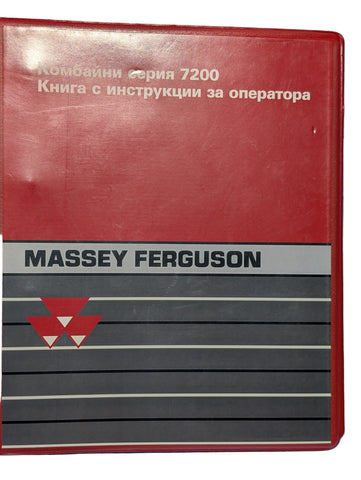 Комбайни серия 7200
Книга с инструкции за оператора
MASSEY FERGUSON